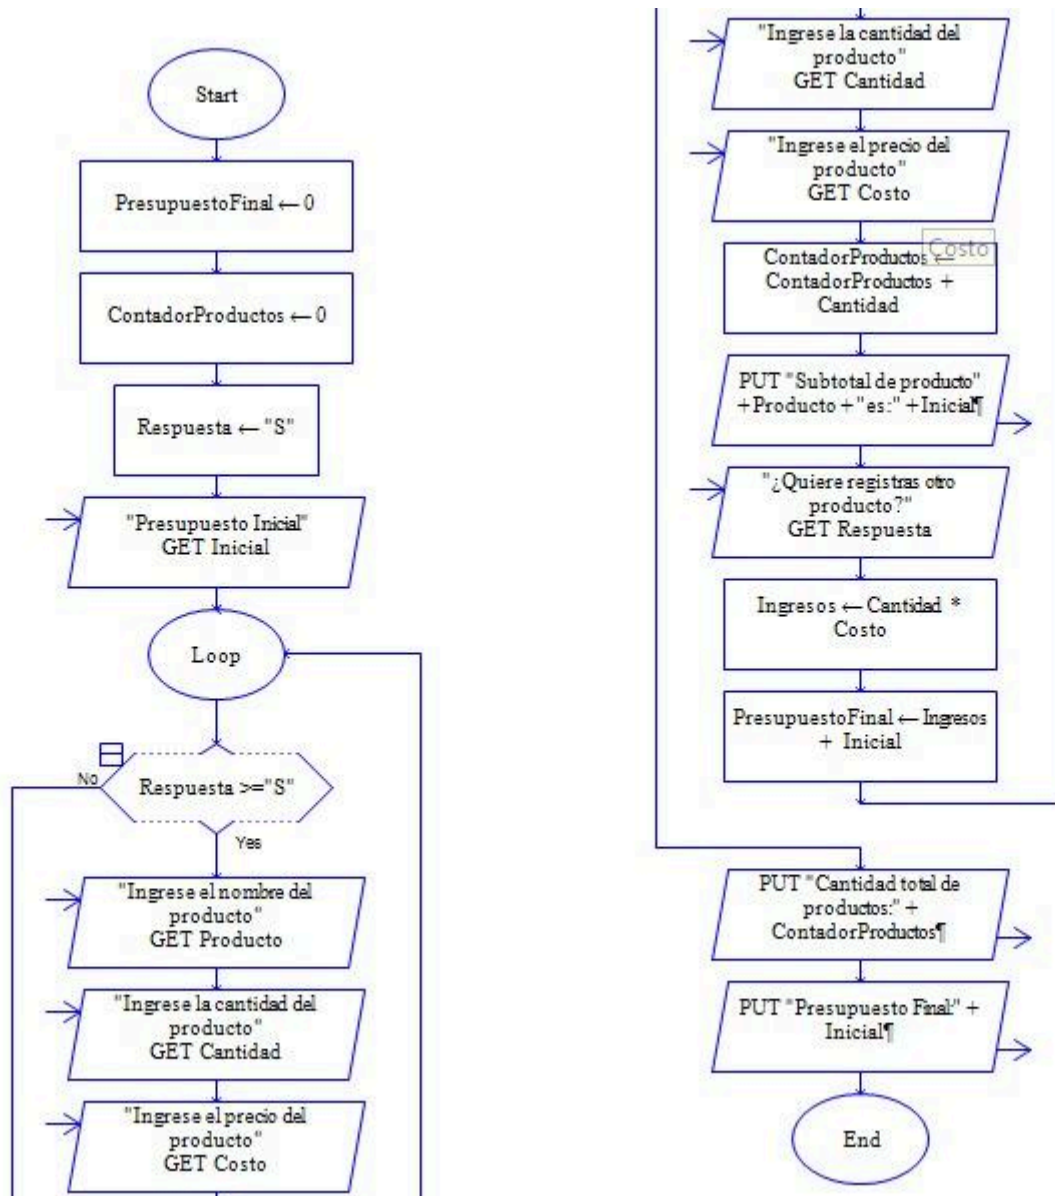 Start
PresupuestoFinal ← 0
ContadorProductos ← 0
Respuesta ← "S"
"Presupuesto Inicial"
GET Inicial
Loop
No
Respuesta >="S"
Yes
"Ingrese el nombre del
producto"
GET Producto
"Ingrese la cantidad del
producto"
GET Cantidad
"Ingrese el precio del
producto"
GET Costo
"Ingrese la cantidad del
producto"
GET Cantidad
"Ingrese el precio del
producto"
GET Costo
Costo
ContadorProductos ←
ContadorProductos +
Cantidad
PUT "Subtotal de producto"
+Producto+"es:" +Inicial¶
"¿Quiere registras otro
producto?"
GET Respuesta
Ingresos ← Cantidad *
Costo
PresupuestoFinal ← Ingresos
+ Inicial
PUT "Cantidad total de
productos:" +
ContadorProductos¶
PUT "Presupuesto Final:" +
Inicial¶
End